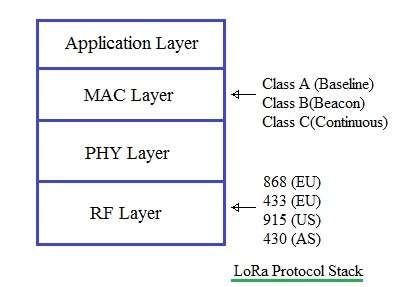 Application Layer
MAC Layer
Class A (Baseline)
Class B(Beacon)
Class C(Continuous)
PHY Layer
RF Layer
868 (EU)
433 (EU)
915 (US)
430 (AS)
LoRa Protocol Stack